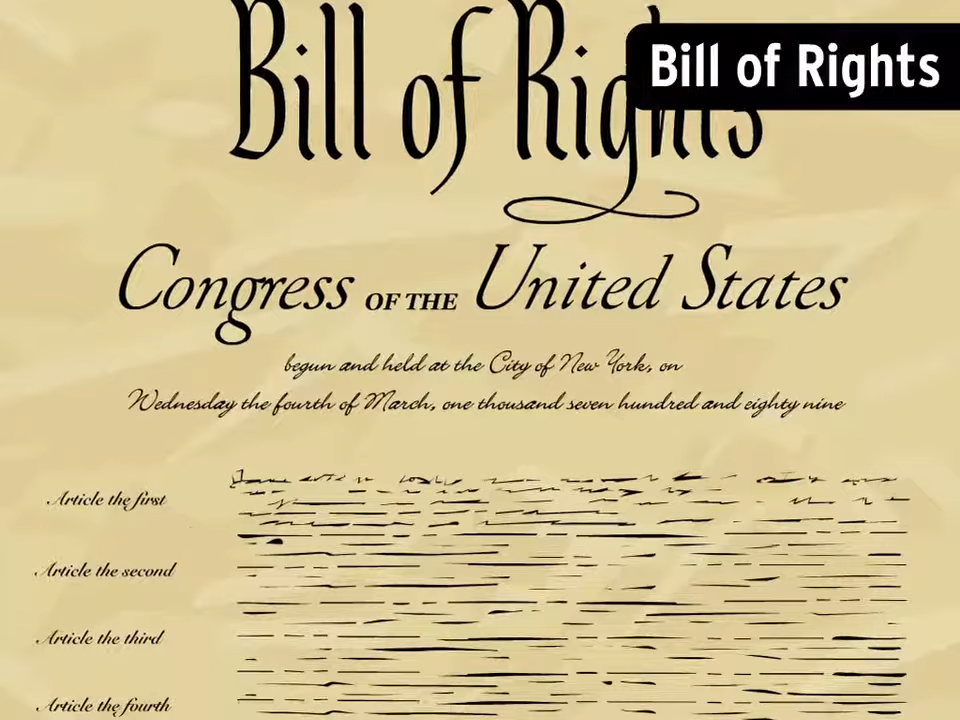 Bill of Rights
Bill of Rights
Congress OF THE United States
begun and held at the City of New York, on
Wednesday the fourth of March, one thousand seven hundred and eighty nine
Article the first
Article the second
Article the third
Article the fourth